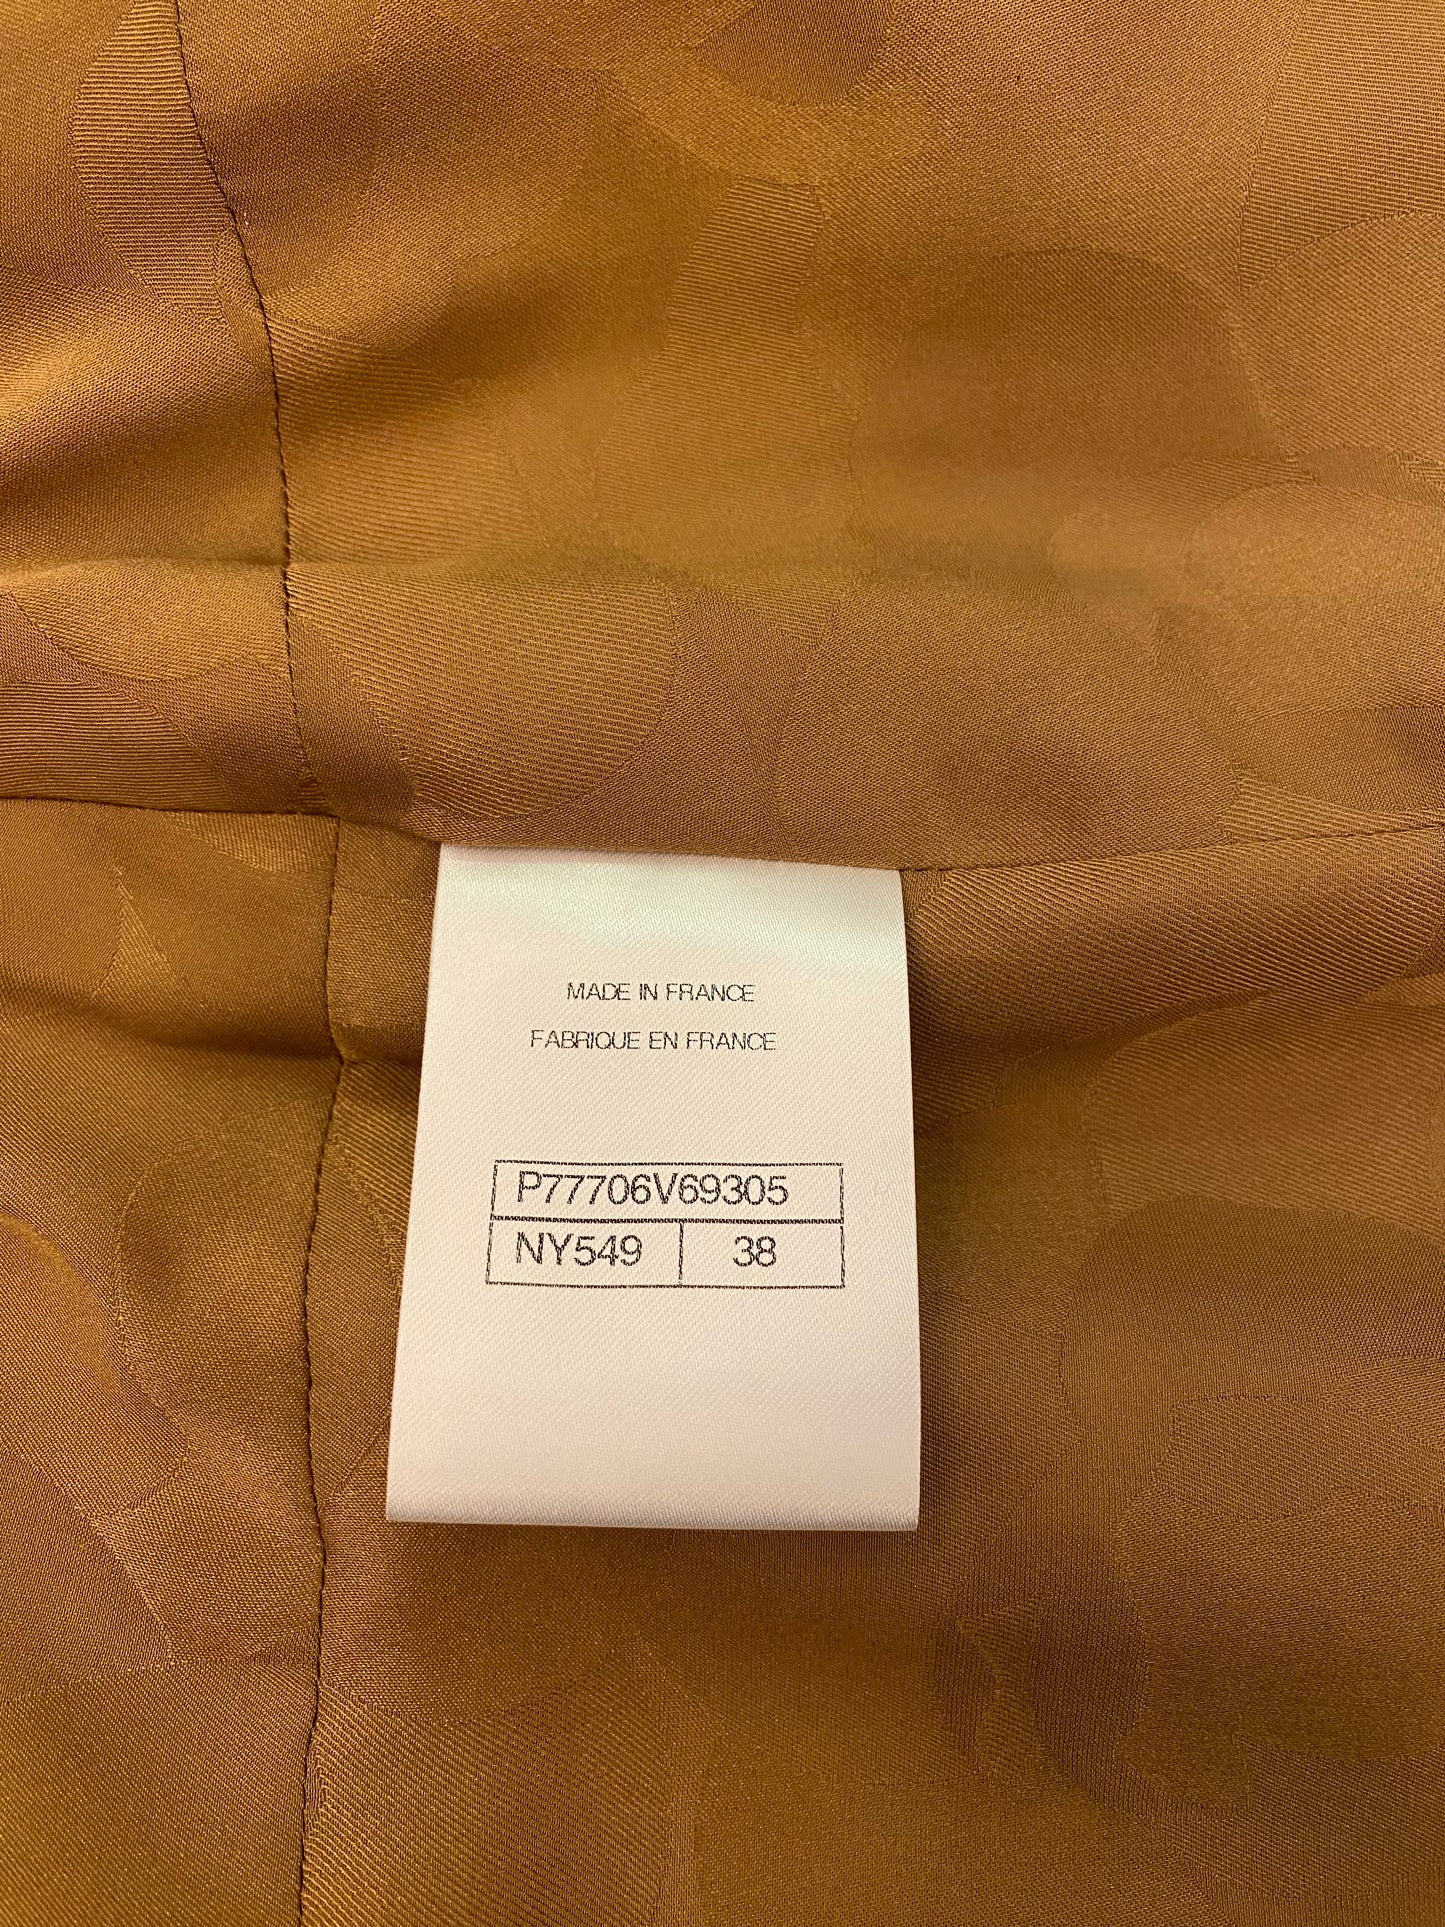 MADE IN FRANCE
FABRIQUE EN FRANCE
P77706V69305
NY549 38